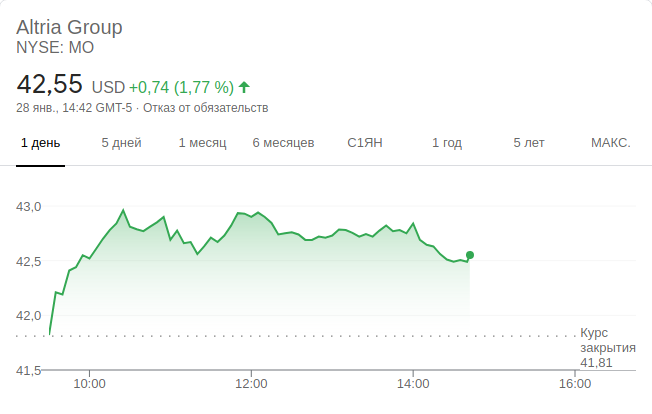 Altria Group
NYSE: MO
42,55 USD +0,74 (1,77 %)
28 янв., 14:42 GMT-5 · Отказ от обязательств
1 день 5 дней 1 месяц 6 месяцев С1ЯН 1 год 5 лет МАКС.
43,0
42,5
42,0
Курс
закрытия
41,81
41,5
10:00 12:00 14:00 16:00